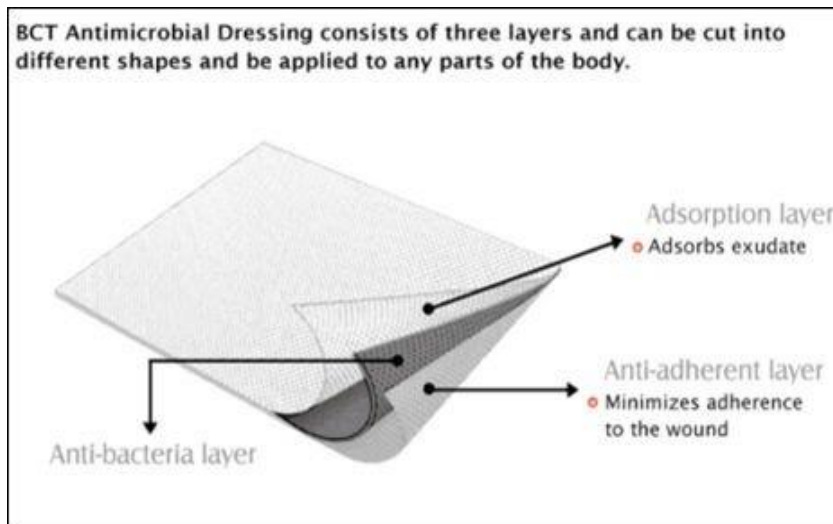 BCT Antimicrobial Dressing consists of three layers and can be cut into
different shapes and be applied to any parts of the body.
Adsorption layer
Adsorbs exudate
Anti-adherent layer
Minimizes adherence
to the wound
Anti-bacteria layer